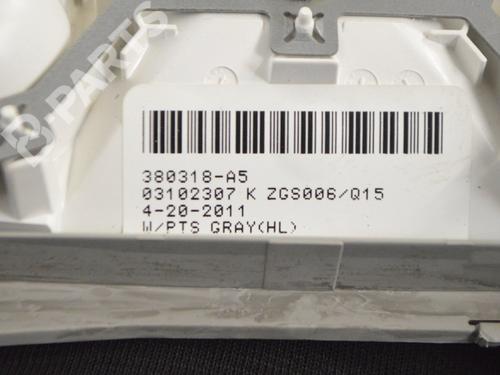 B-PARTS
380318-A5
03102307 K ZGS006/Q15
4-20-2011
W/PTS GRAY(HL)